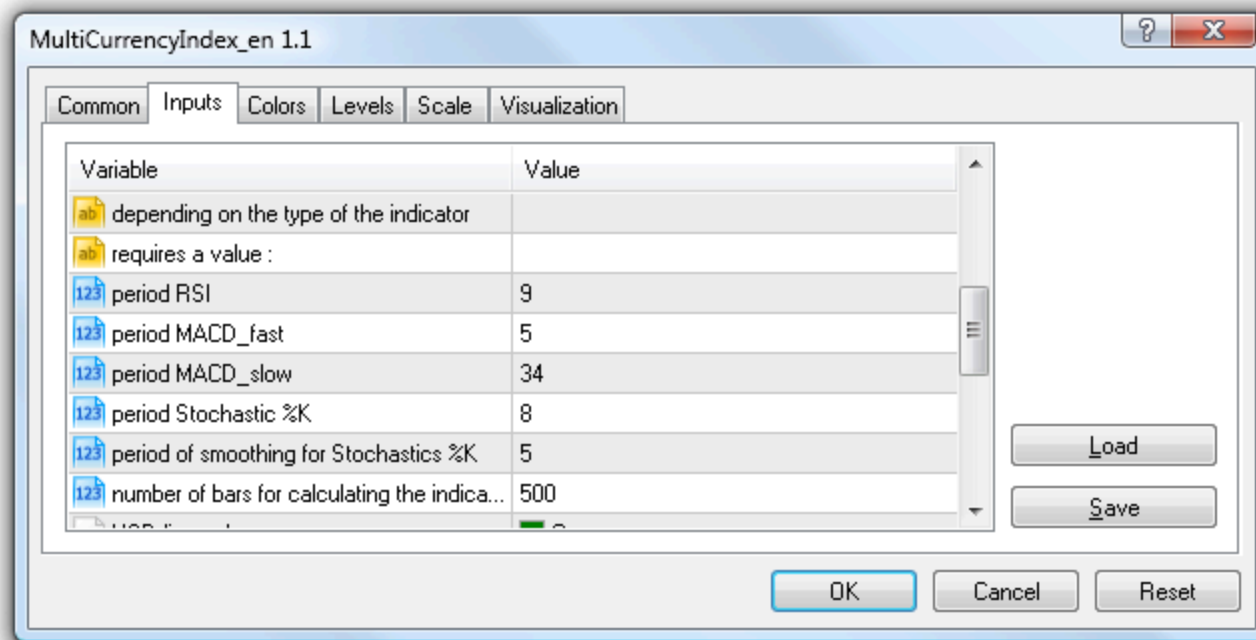 MultiCurrencyIndex_en 1.1
Common Inputs Colors Levels Scale Visualization
Variable Value
ab depending on the type of the indicator
ab requires a value :
123 period RSI 9
123 period MACD_fast 5
123 period MACD_slow 34
123 period Stochastic %K 8
123 period of smoothing for Stochastics %K 5
123 number of bars for calculating the indica... 500
Load
Save
OK Cancel Reset